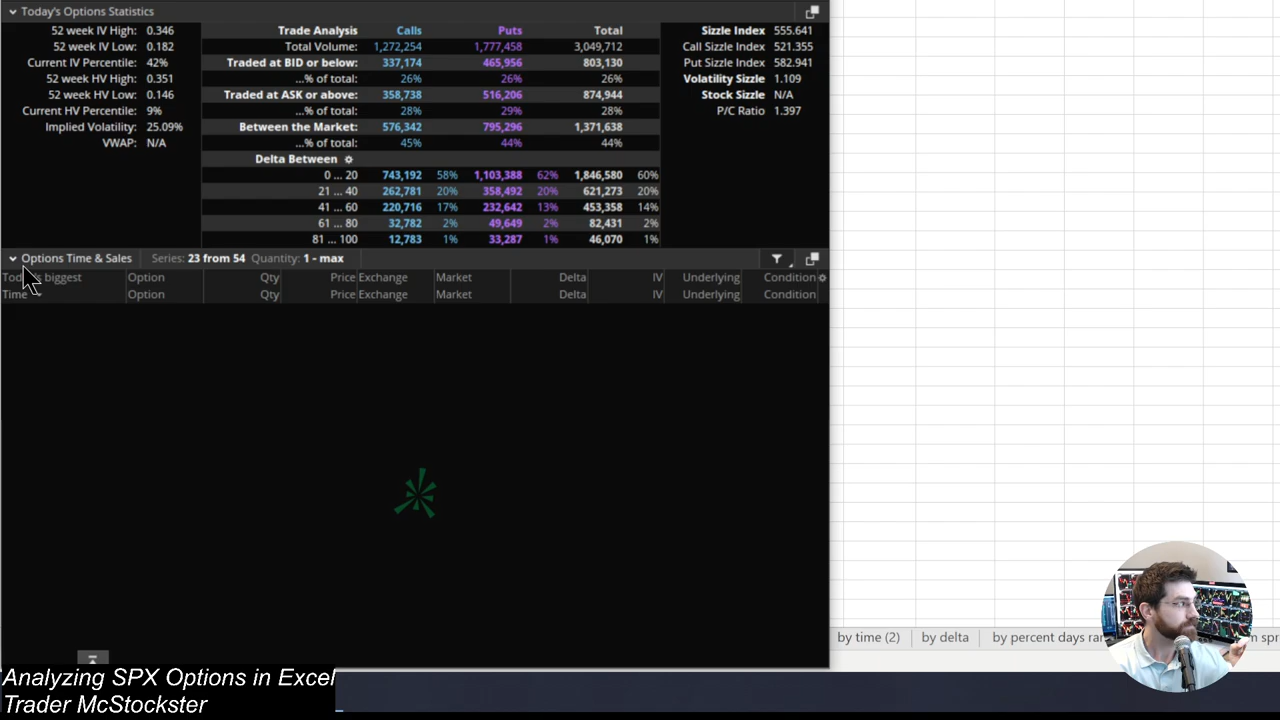 Today's Options Statistics
52 week IV High: 0.346 Trade Analysis Calls Puts Total Sizzle Index 555.641
52 week IV Low: 0.182 Total Volume: 1,272,254 1,777,458 3,049,712 Call Sizzle Index 521.355
Current IV Percentile: 42% Traded at BID or below: 337,174 465,956 803,130 Put Sizzle Index 582.941
52 week HV High: 0.351 ...% of total: 26% 26% 26% Volatility Sizzle 1.109
52 week HV Low: 0.146 Traded at ASK or above: 358,738 516,206 874,944 Stock Sizzle N/A
Current HV Percentile: 9% ...% of total: 28% 29% 28% P/C Ratio 1.397
Implied Volatility: 25.09% Between the Market: 576,342 795,296 1,371,638
VWAP: N/A ...% of total: 45% 44% 44%
Delta Between
0 ... 20 743,192 58% 1,103,388 62% 1,846,580 60%
21 ... 40 262,781 20% 358,492 20% 621,273 20%
41 ... 60 220,716 17% 232,642 13% 453,358 14%
61 ... 80 32,782 2% 49,649 2% 82,431 2%
81 ... 100 12,783 1% 33,287 1% 46,070 1%
Options Time & Sales Series: 23 from 54 Quantity: 1 - max
biggest Option Qty Price Exchange Market Delta IV Underlying Condition
Time Option Qty Price Exchange Market Delta IV Underlying Condition
by time (2) by delta by percent days
Analyzing SPX Options in Excel
Trader McStockster